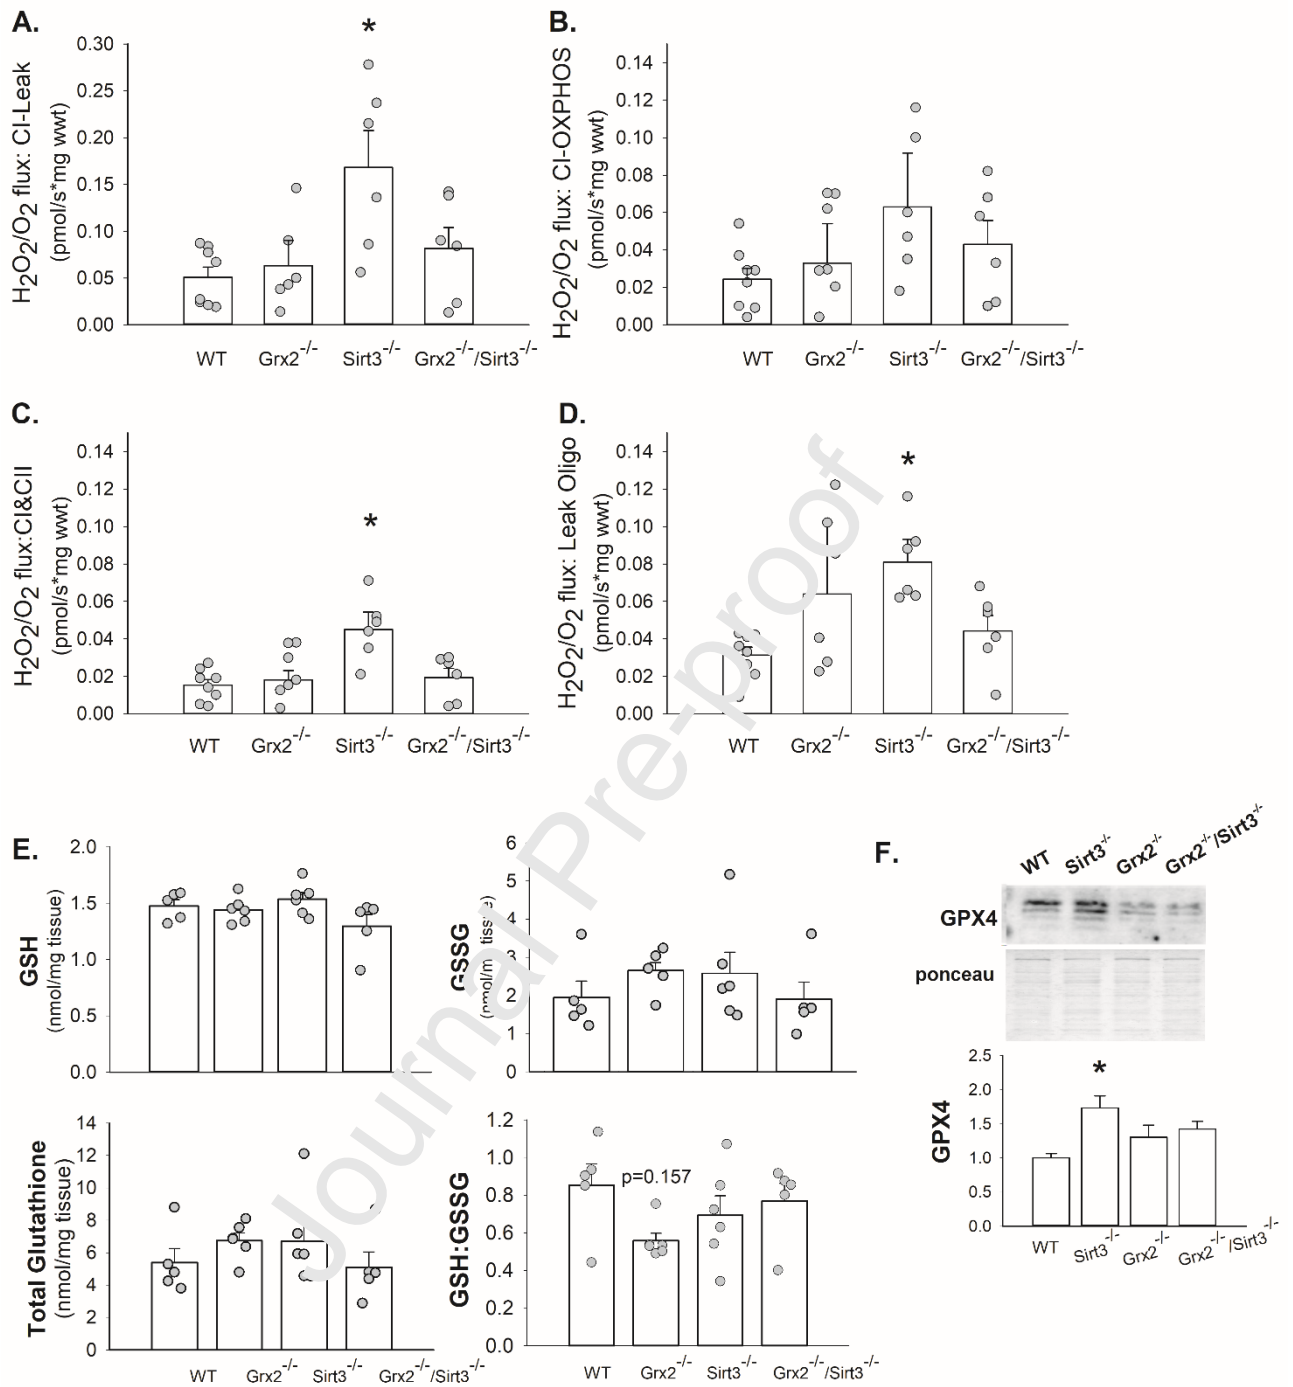 A.
*
H2O2/O2 flux: CI-Leak
(pmol/s*mg wwt)
0.30
0.25
0.20
0.15
0.10
0.05
0.00
WT Grx2-/- Sirt3-/- Grx2-/-/Sirt3-/-
B.
H2O2/O2 flux: CI-OXPHOS
(pmol/s*mg wwt)
0.14
0.12
0.10
0.08
0.06
0.04
0.02
0.00
WT Grx2-/- Sirt3-/- Grx2-/-/Sirt3-/-
C.
*
H2O2/O2 flux:CI&CII
(pmol/s*mg wwt)
0.14
0.12
0.10
0.08
0.06
0.04
0.02
0.00
WT Grx2-/- Sirt3-/- Grx2-/-/Sirt3-/-
D.
*
H2O2/O2 flux: Leak Oligo
(pmol/s*mg wwt)
0.14
0.12
0.10
0.08
0.06
0.04
0.02
0.00
WT Grx2-/- Sirt3-/- Grx2-/-/Sirt3-/-
Journal Pre-proof
E.
GSH
(nmol/mg tissue)
2.0
1.5
1.0
0.5
0.0
GSSG
(nmol/m tissue)
6
5
4
3
2
1
0
Total Glutathione
(nmol/mg tissue)
14
12
10
8
6
4
2
0
WT Grx2-/- Sirt3-/- Grx2-/-/Sirt3-/-
GSH:GSSG
1.2
1.0
0.8
0.6
0.4
0.2
0.0
p=0.157
WT Grx2-/- Sirt3-/- Grx2-/-/Sirt3-/-
F.
WT Sirt3-/- Grx2-/- Grx2-/-/Sirt3-/-
GPX4
ponceau
GPX4
2.5
2.0
1.5
1.0
0.5
0.0
*
WT Sirt3-/- Grx2-/- Grx2-/-/Sirt3-/-